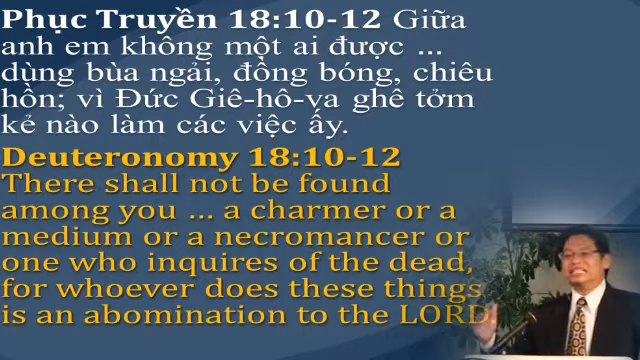 Phục Truyền 18:10-12 Giữa
anh em không một ai được ...
dùng bùa ngải, đồng bóng, chiêu
hồn; vì Đức Giê-hô-va ghê tởm
kẻ nào làm các việc ấy.
Deuteronomy 18:10-12
There shall not be found
among you ... a charmer or a
medium or a necromancer or
one who inquires of the dead,
for whoever does these things
is an abomination to the LORD.